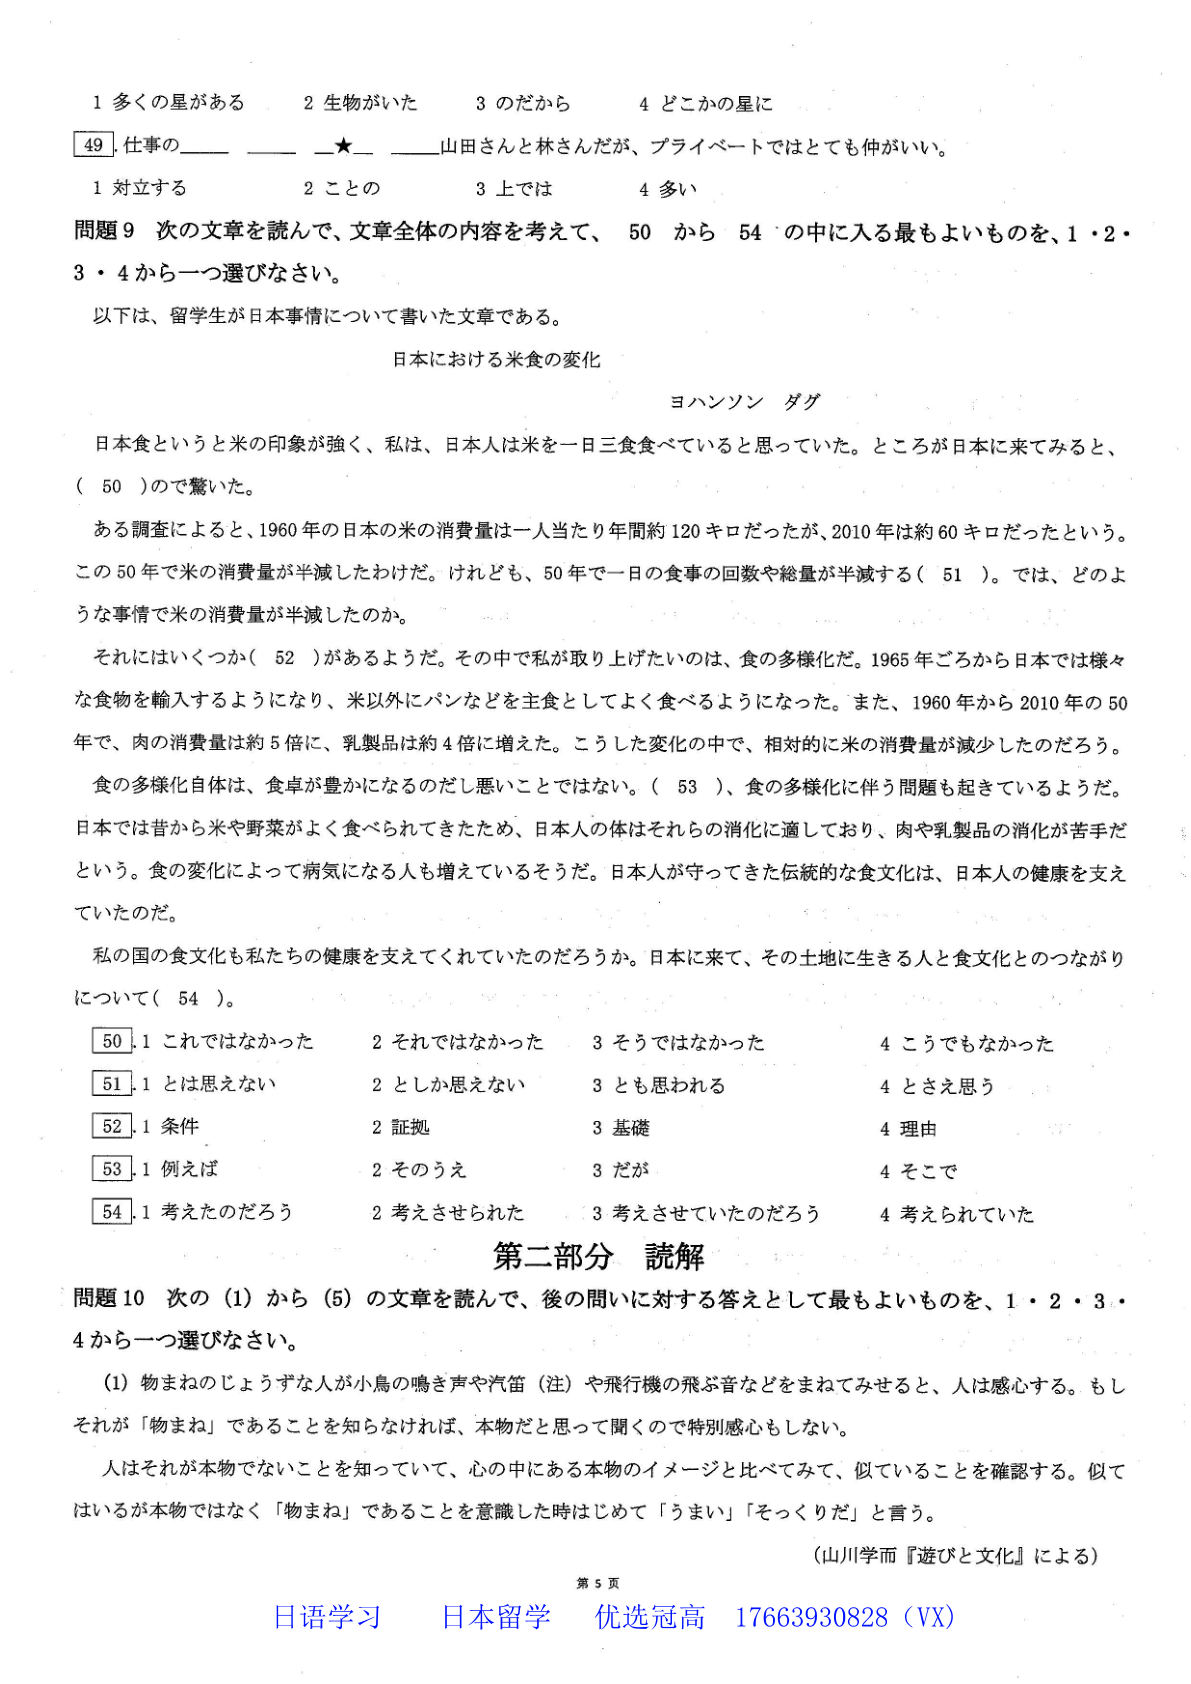 1 多くの星がある 2 生物がいた 3 のだから 4 どこかの星に
49.仕事の____ ____ __★__ ____山田さんと林さんだが、プライベートではとても仲がいい。
1 対立する 2 ことの 3 上では 4 多い
問題9 次の文章を読んで、文章全体の内容を考えて、 50 から 54 の中に入る最もよいものを、1・2・
3・4から一つ選びなさい。
以下は、留学生が日本事情について書いた文章である。
日本における米食の変化
ヨハンソン ダグ
日本食というと米の印象が強く、私は、日本人は米を一日三食食べていると思っていた。ところが日本に来てみると、
( 50 )ので驚いた。
ある調査によると、1960年の日本の米の消費量は一人当たり年間約120キロだったが、2010年は約60キロだったという。
この50年で米の消費量が半減したわけだ。けれども、50年で一日の食事の回数や総量が半減する( 51 )。では、どのよ
うな事情で米の消費量が半減したのか。
それにはいくつか( 52 )があるようだ。その中で私が取り上げたいのは、食の多様化だ。1965年ごろから日本では様々
な食物を輸入するようになり、米以外にパンなどを主食としてよく食べるようになった。また、1960年から2010年の50
年で、肉の消費量は約5倍に、乳製品は約4倍に増えた。こうした変化の中で、相対的に米の消費量が減少したのだろう。
食の多様化自体は、食卓が豊かになるのだし悪いことではない。( 53 )、食の多様化に伴う問題も起きているようだ。
日本では昔から米や野菜がよく食べられてきたため、日本人の体はそれらの消化に適しており、肉や乳製品の消化が苦手だ
という。食の変化によって病気になる人も増えているそうだ。日本人が守ってきた伝統的な食文化は、日本人の健康を支え
ていたのだ。
私の国の食文化も私たちの健康を支えてくれていたのだろうか。日本に来て、その土地に生きる人と食文化とのつながり
について( 54 )。
50.1 これではなかった 2 それではなかった 3 そうではなかった 4 こうでもなかった
51.1 とは思えない 2 としか思えない 3 とも思われる 4 とさえ思う
52.1 条件 2 証拠 3 基礎 4 理由
53.1 例えば 2 そのうえ 3 だが 4 そこで
54.1 考えたのだろう 2 考えさせられた 3 考えさせていたのだろう 4 考えられていた
第二部分 読解
問題10 次の(1)から(5)の文章を読んで、後の問いに対する答えとして最もよいものを、1・2・3・
4から一つ選びなさい。
(1)物まねのじょうずな人が小鳥の鳴き声や汽笛(注)や飛行機の飛ぶ音などをまねてみせると、人は感心する。もし
それが「物まね」であることを知らなければ、本物だと思って聞くので特別感心もしない。
人はそれが本物でないことを知っていて、心の中にある本物のイメージと比べてみて、似ていることを確認する。似て
はいるが本物ではなく「物まね」であることを意識した時はじめて「うまい」「そっくりだ」と言う。
(山川学而『遊びと文化』による)
第 5 页
日语学习 日本留学 优选冠高 17663930828(VX)